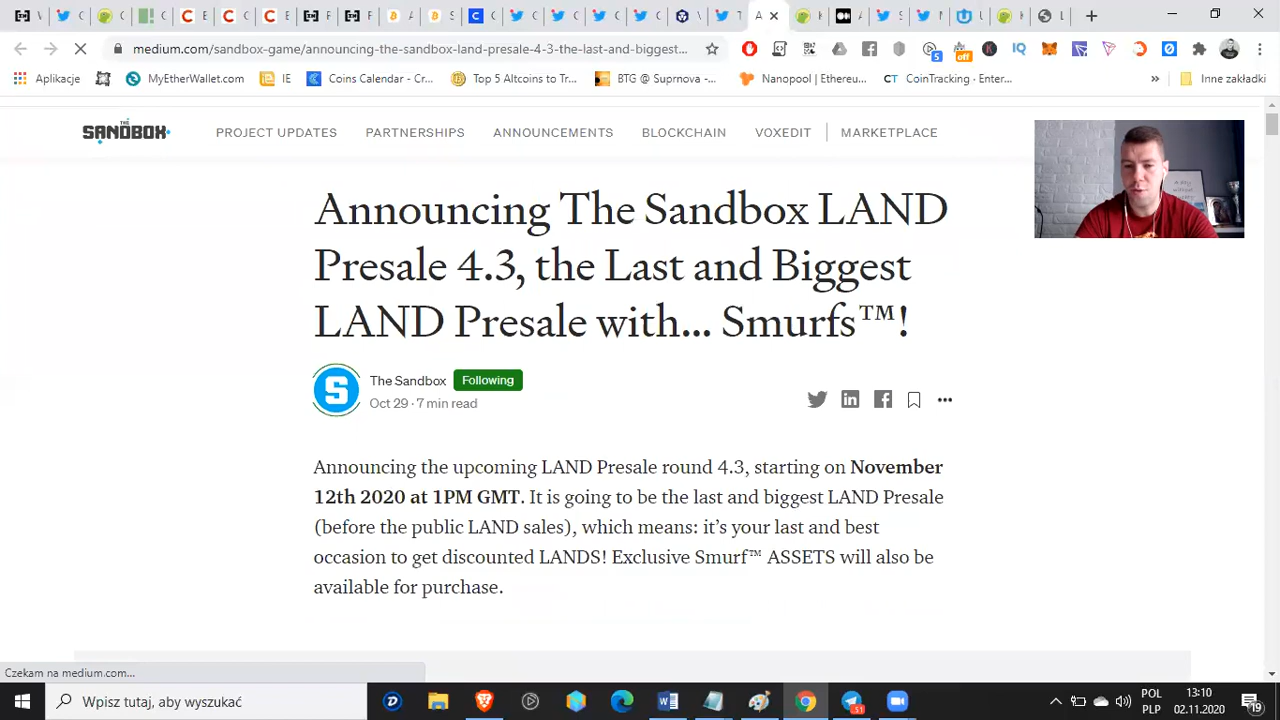 medium.com/sandbox-game/announcing-the-sandbox-land-presale-4-3-the-last-and-biggest...
Aplikacje
MyEtherWallet.com
IE
Coins Calendar - Cr...
Top 5 Altcoins to Tr...
BTG @ Suprnova -...
Nanopool | Ethereu...
CoinTracking · Enter...
»
Inne zakładki
THE SANDBOX
PROJECT UPDATES
PARTNERSHIPS
ANNOUNCEMENTS
BLOCKCHAIN
VOXEDIT
MARKETPLACE
Announcing The Sandbox LAND
Presale 4.3, the Last and Biggest
LAND Presale with... Smurfs™!
The Sandbox Following
Oct 29 · 7 min read
Announcing the upcoming LAND Presale round 4.3, starting on November
12th 2020 at 1PM GMT. It is going to be the last and biggest LAND Presale
(before the public LAND sales), which means: it's your last and best
occasion to get discounted LANDS! Exclusive Smurf™ ASSETS will also be
available for purchase.
Czekam na medium.com...
Wpisz tutaj, aby wyszukać
POL
PLP
13:10
02.11.2020
19